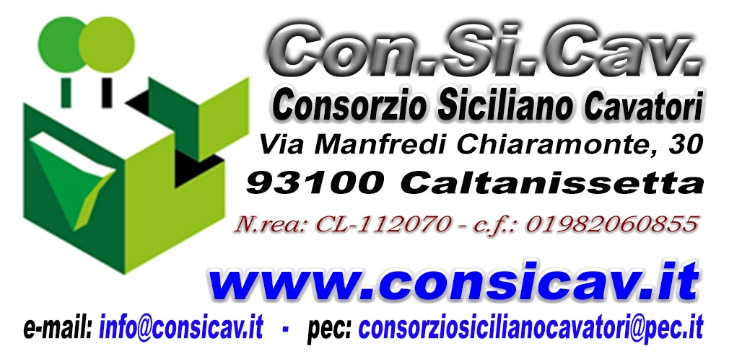 Con.Si.Cav.
Consorzio Siciliano Cavatori
Via Manfredi Chiaramonte, 30
93100 Caltanissetta
N.rea: CL-112070 - c.f.: 01982060855
www.consicav.it
e-mail: info@consicav.it - pec: consorziosicilianocavatori@pec.it